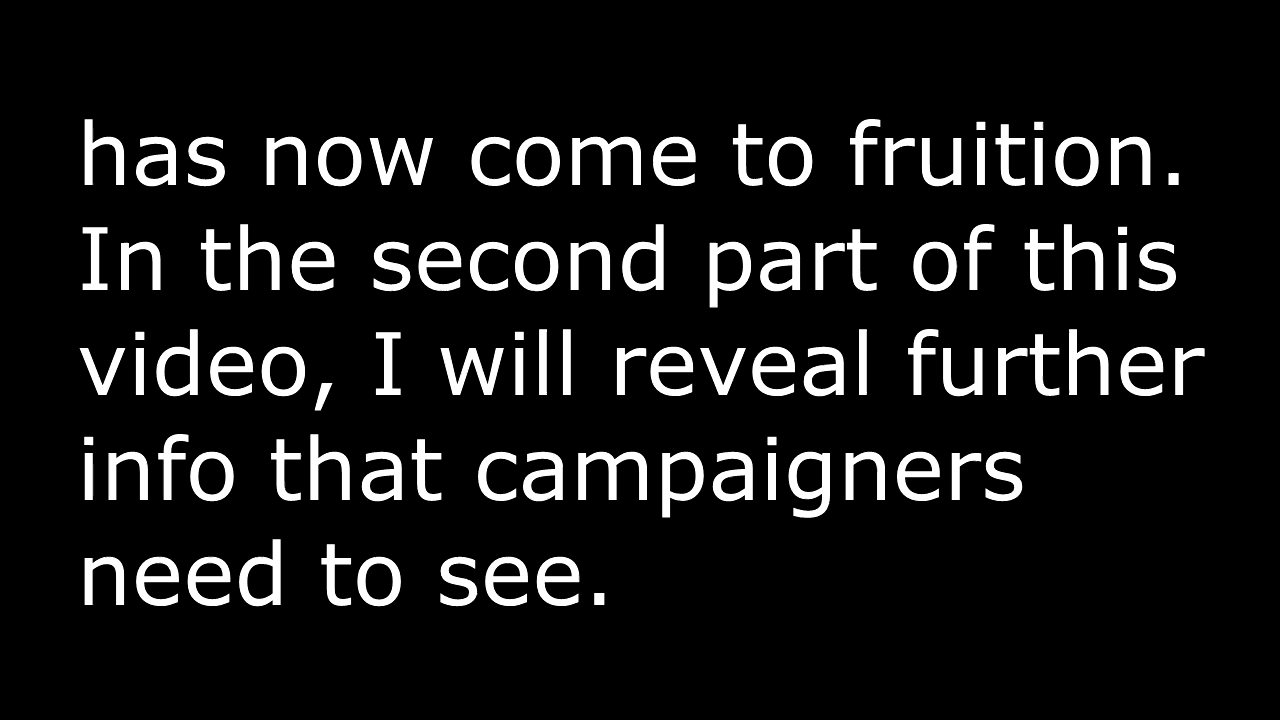 has now come to fruition.
In the second part of this
video, I will reveal further
info that campaigners
need to see.